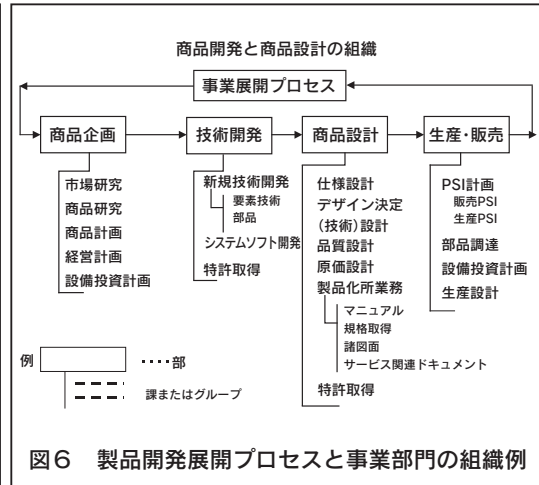 商品開発と商品設計の組織
事業展開プロセス
商品企画
市場研究
商品研究
商品計画
経営計画
設備投資計画
技術開発
新規技術開発
要素技術
部品
システムソフト開発
特許取得
商品設計
仕様設計
デザイン決定
(技術)設計
品質設計
原価設計
製品化所業務
マニュアル
規格取得
諸図面
サービス関連ドキュメント
特許取得
生産・販売
PSI計画
販売PSI
生産PSI
部品調達
設備投資計画
生産設計
例
‥‥部
課またはグループ
図6 製品開発展開プロセスと事業部門の組織例